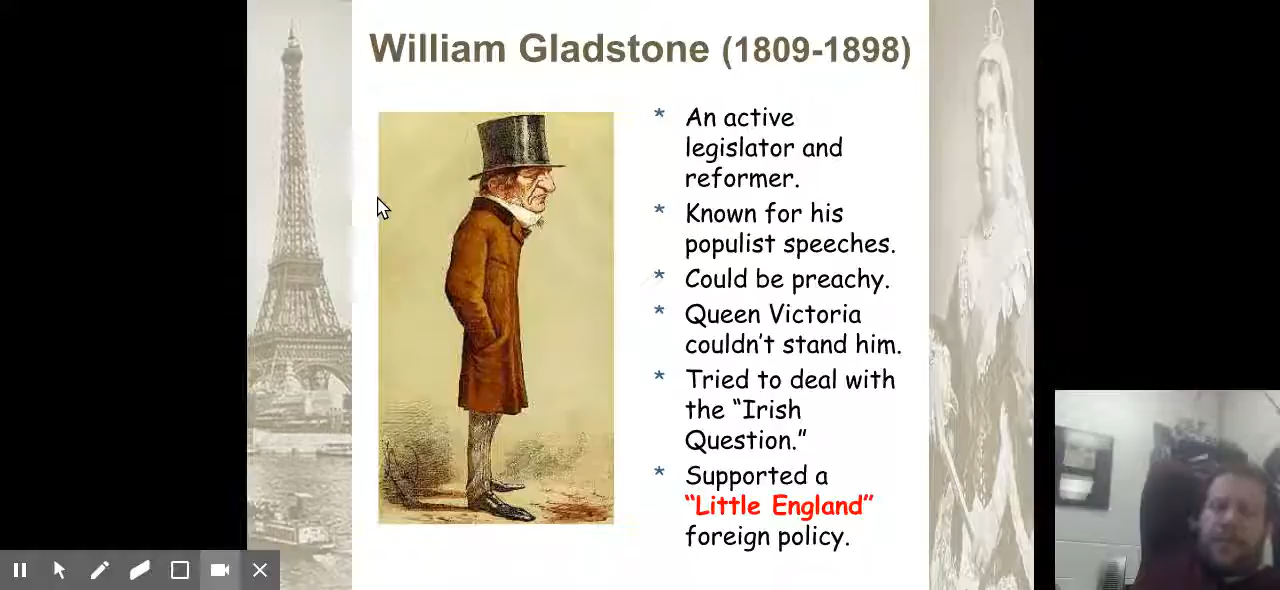 William Gladstone (1809-1898)
* An active
legislator and
reformer.
* Known for his
populist speeches.
* Could be preachy.
* Queen Victoria
couldn't stand him.
* Tried to deal with
the “Irish
Question.”
* Supported a
“Little England”
foreign policy.